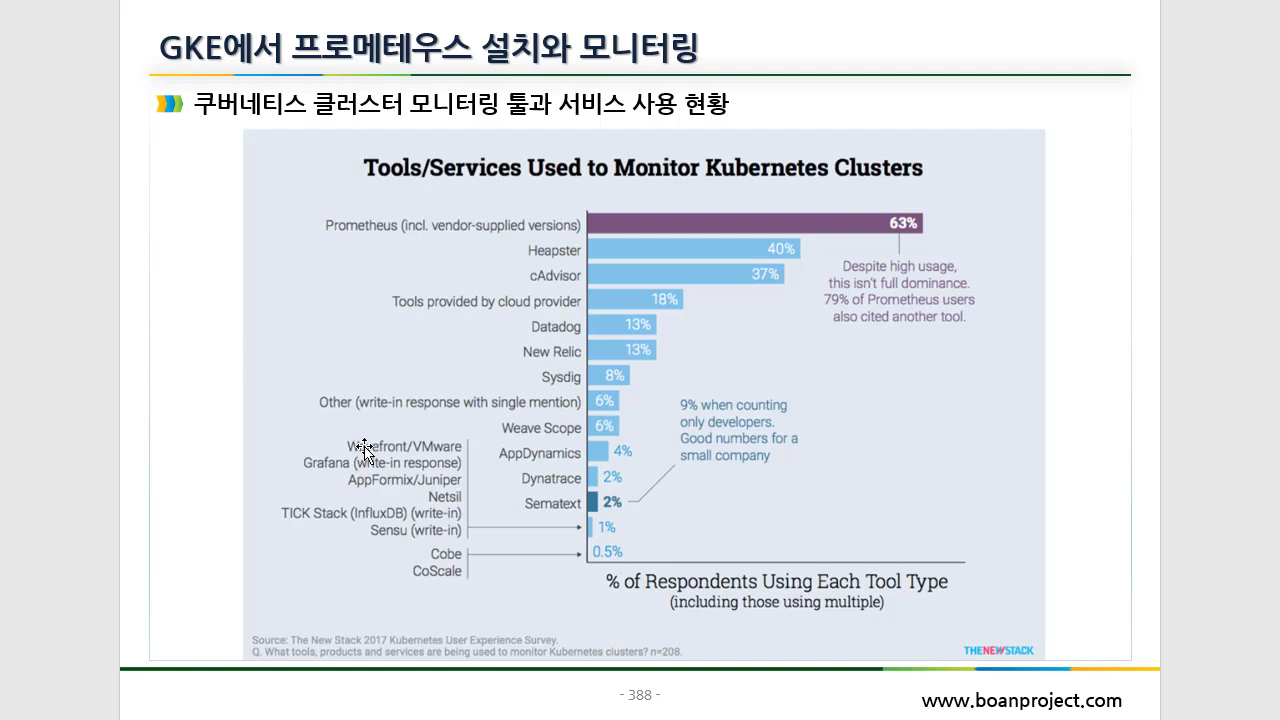 GKE에서 프로메테우스 설치와 모니터링
쿠버네티스 클러스터 모니터링 툴과 서비스 사용 현황
Tools/Services Used to Monitor Kubernetes Clusters
Prometheus (incl. vendor-supplied versions) 63%
Heapster 40%
cAdvisor 37%
Tools provided by cloud provider 18%
Datadog 13%
New Relic 13%
Sysdig 8%
Other (write-in response with single mention) 6%
Weave Scope 6%
AppDynamics 4%
Dynatrace 2%
Sematext 2%
1%
0.5%
Despite high usage,
this isn't full dominance.
79% of Prometheus users
also cited another tool.
9% when counting
only developers.
Good numbers for a
small company
Wavefront/VMware
Grafana (write-in response)
AppFormix/Juniper
Netsil
TICK Stack (InfluxDB) (write-in)
Sensu (write-in)
Cobe
CoScale
% of Respondents Using Each Tool Type
(including those using multiple)
Source: The New Stack 2017 Kubernetes User Experience Survey.
Q. What tools, products and services are being used to monitor Kubernetes clusters? n=208.
THENEWSTACK
- 388 -
www.boanproject.com